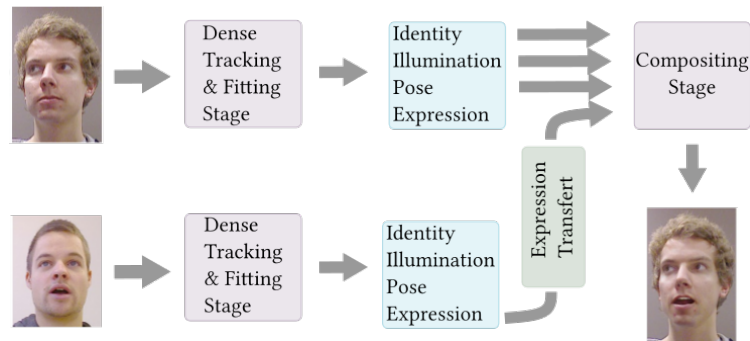 Dense
Tracking
& Fitting
Stage
Identity
Illumination
Pose
Expression
Compositing
Stage
Expression
Transfert
Dense
Tracking
& Fitting
Stage
Identity
Illumination
Pose
Expression